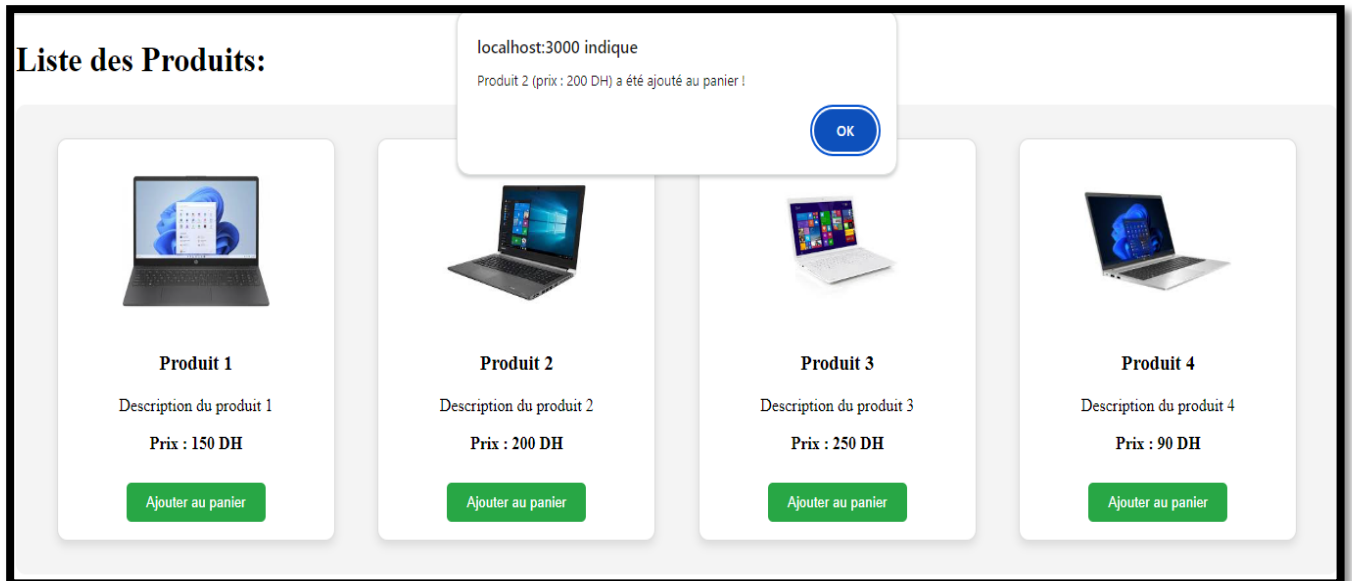 Liste des Produits:
localhost:3000 indique
Produit 2 (prix : 200 DH) a été ajouté au panier !
OK
Produit 1
Description du produit 1
Prix : 150 DH
Ajouter au panier
Produit 2
Description du produit 2
Prix : 200 DH
Ajouter au panier
Produit 3
Description du produit 3
Prix : 250 DH
Ajouter au panier
Produit 4
Description du produit 4
Prix : 90 DH
Ajouter au panier